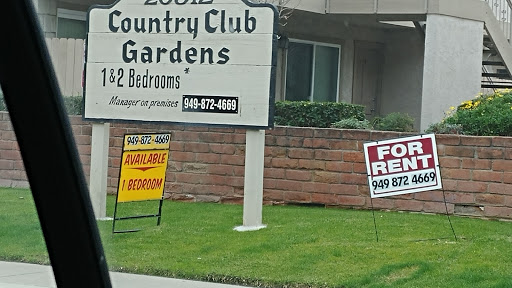 Country Club
Gardens
1 & 2 Bedrooms*
Manager on premises 949-872-4669
949-872-4669
AVAILABLE
1 BEDROOM
FOR
RENT
949 872 4669